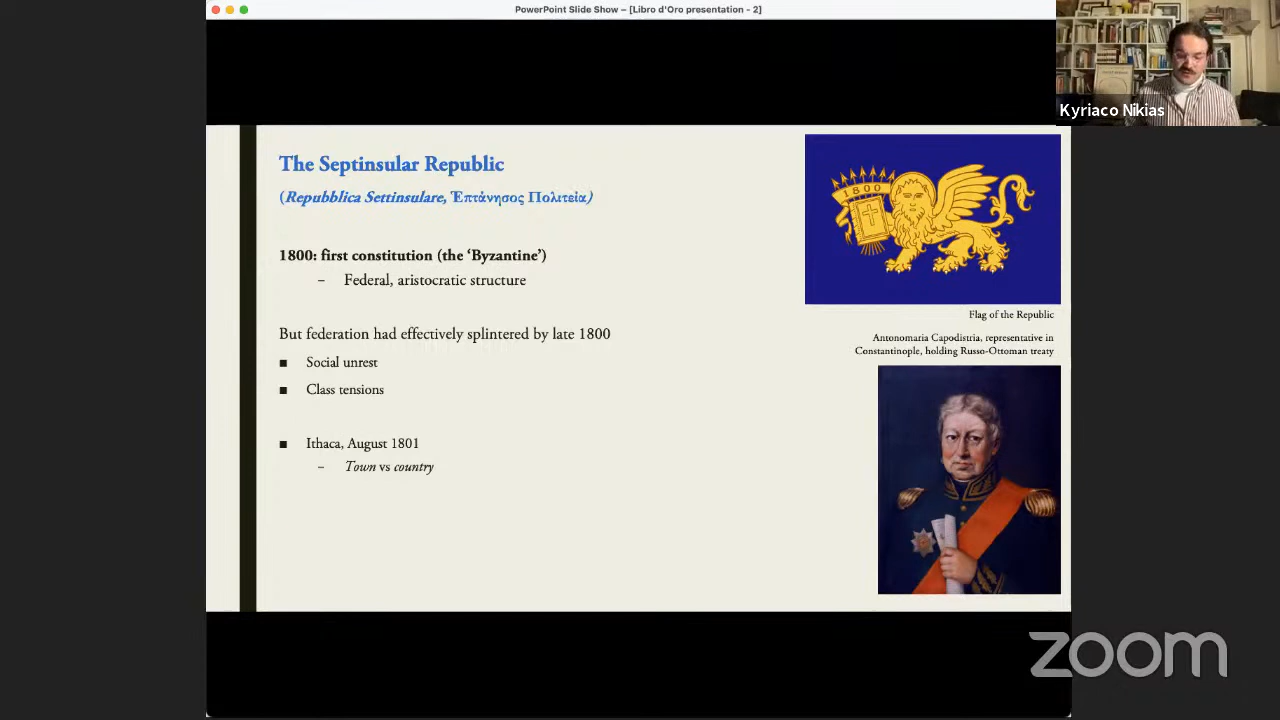 PowerPoint Slide Show – [Libro d'Oro presentation - 2]
Kyriaco Nikias
The Septinsular Republic
(Repubblica Settinsulare, Ἑπτάνησος Πολιτεία)
1800: first constitution (the ‘Byzantine’)
– Federal, aristocratic structure
But federation had effectively splintered by late 1800
■ Social unrest
■ Class tensions
■ Ithaca, August 1801
– Town vs country
1800
Flag of the Republic
Antonomaria Capodistria, representative in
Constantinople, holding Russo-Ottoman treaty
zoom